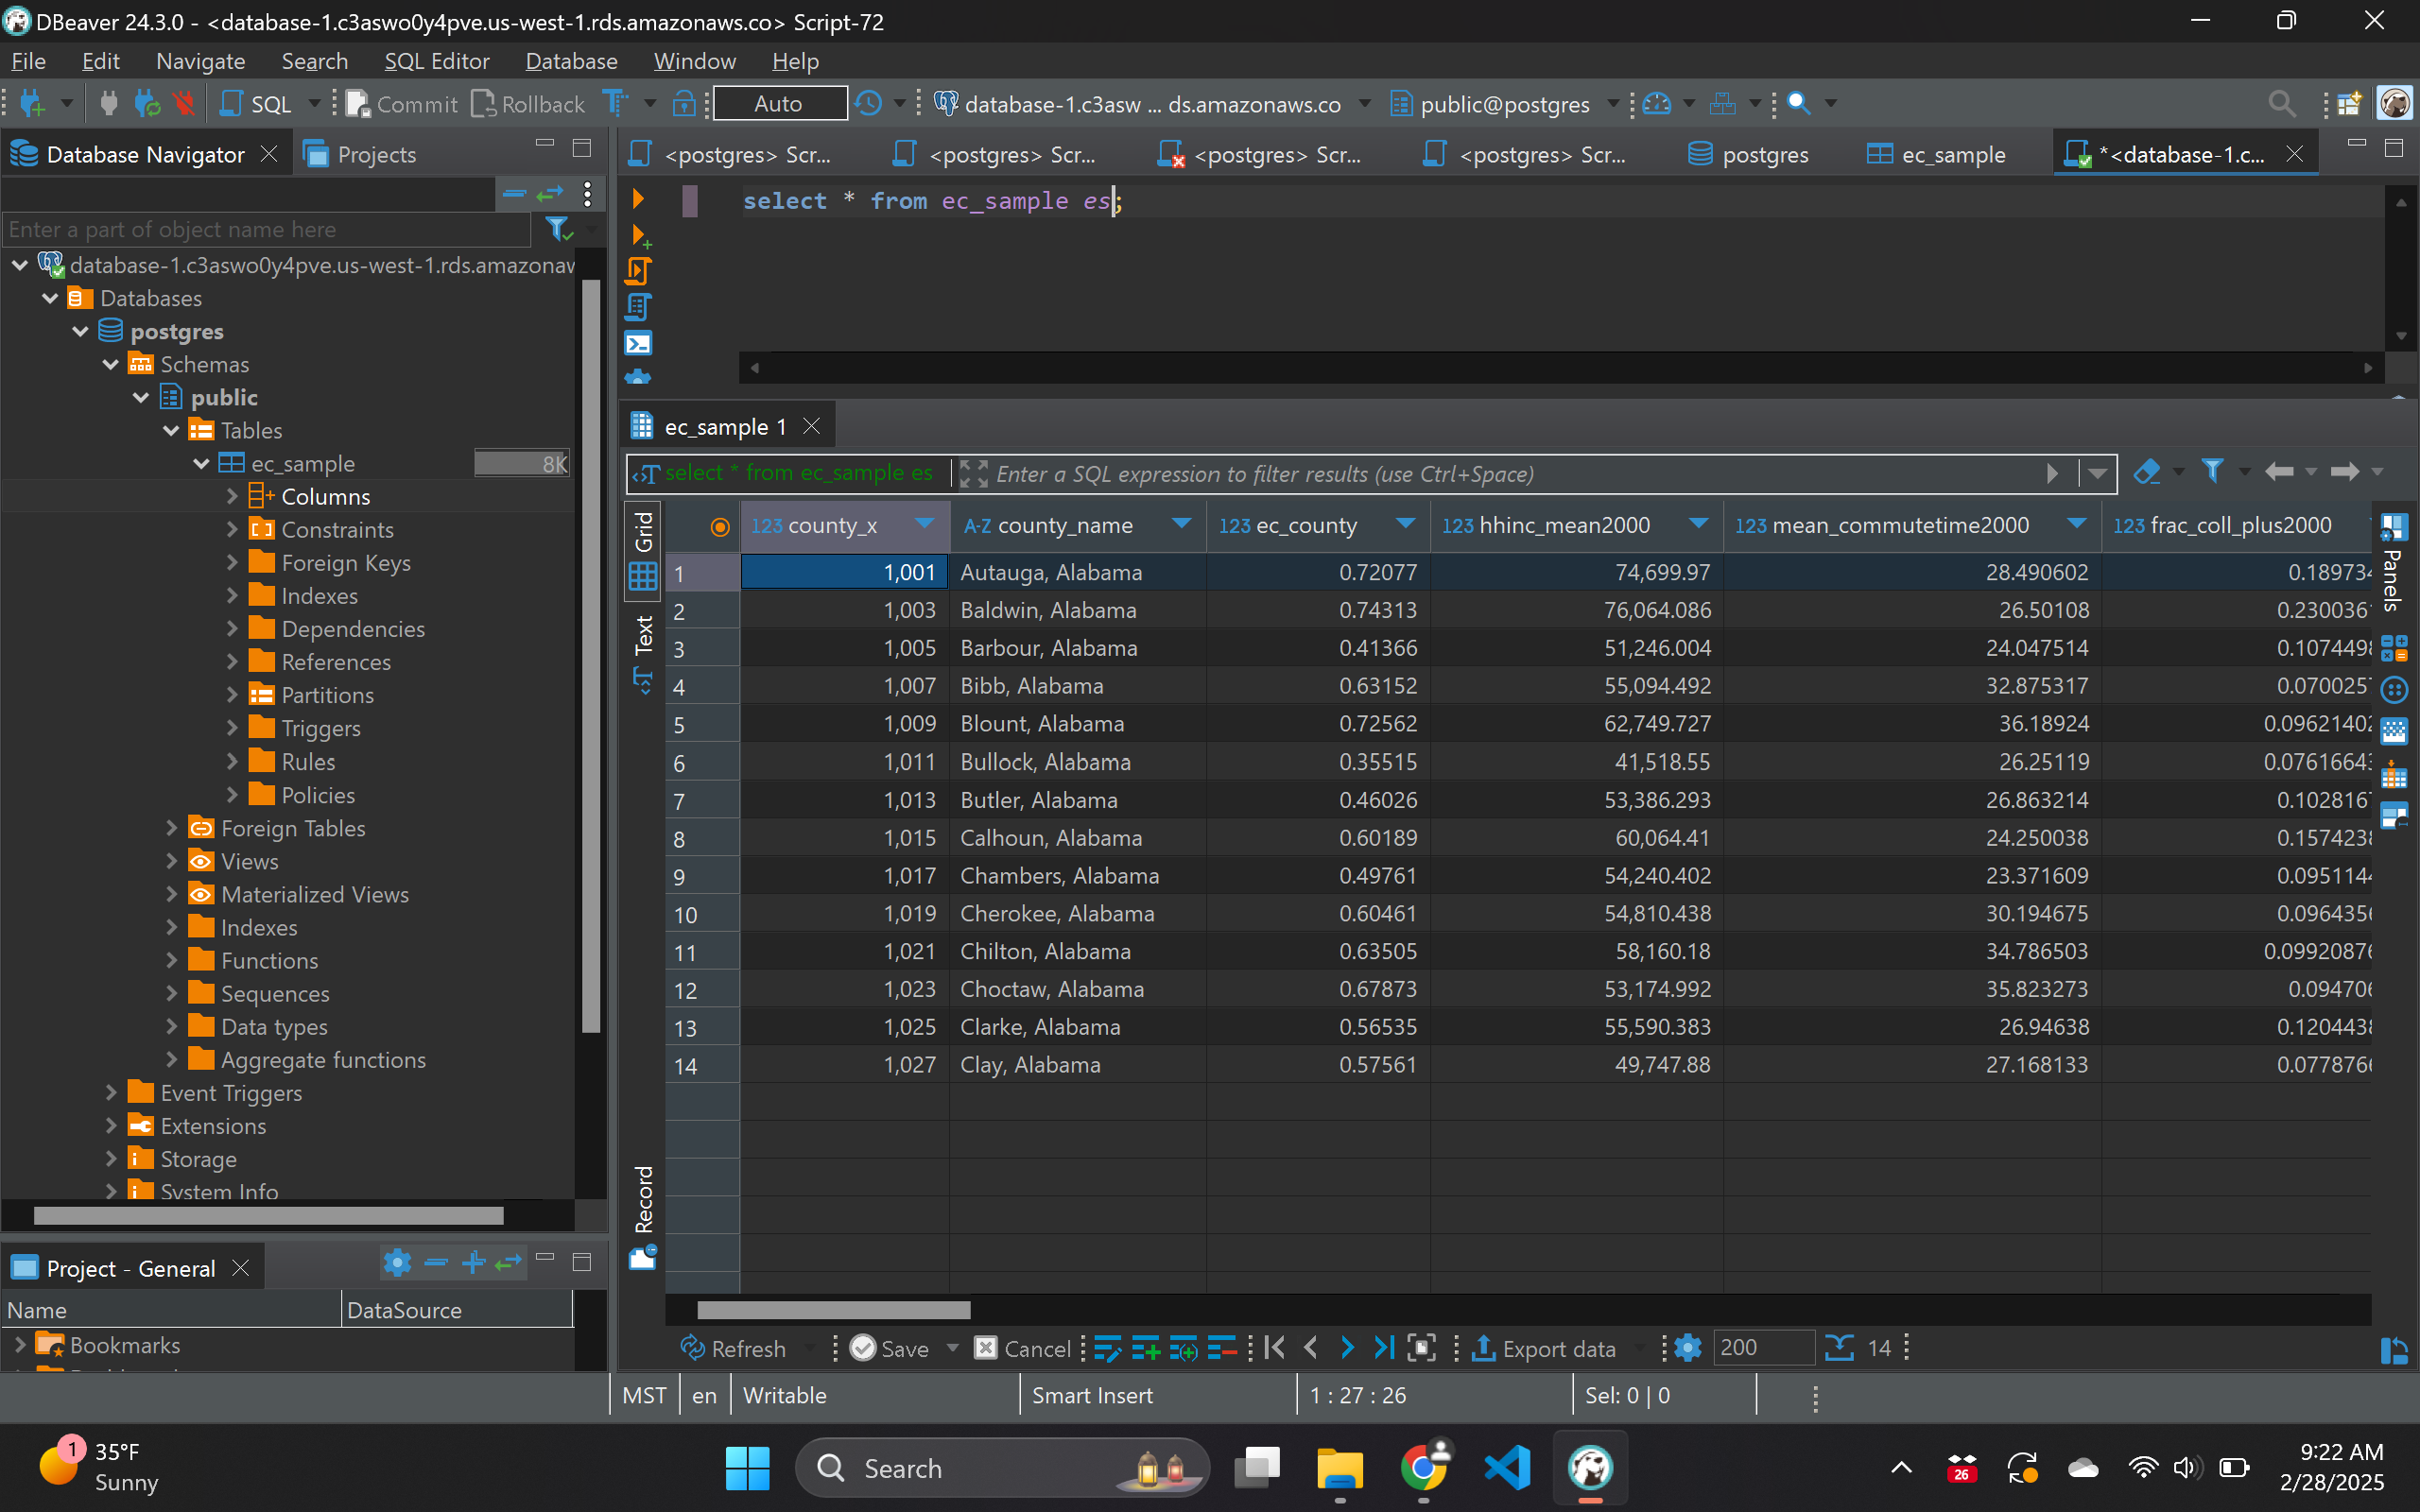 DBeaver 24.3.0 - <database-1.c3aswo0y4pve.us-west-1.rds.amazonaws.co> Script-72
File Edit Navigate Search SQL Editor Database Window Help
SQL Commit Rollback Auto database-1.c3asw ... ds.amazonaws.co public@postgres
Database Navigator Projects
<postgres> Scr... <postgres> Scr... <postgres> Scr... <postgres> Scr... postgres ec_sample *<database-1.c...
Enter a part of object name here
database-1.c3aswo0y4pve.us-west-1.rds.amazonaw
Databases
postgres
Schemas
public
Tables
ec_sample 8K
Columns
Constraints
Foreign Keys
Indexes
Dependencies
References
Partitions
Triggers
Rules
Policies
Foreign Tables
Views
Materialized Views
Indexes
Functions
Sequences
Data types
Aggregate functions
Event Triggers
Extensions
Storage
System Info
Project - General
Name DataSource
Bookmarks
select * from ec_sample es;
ec_sample 1
select * from ec_sample es Enter a SQL expression to filter results (use Ctrl+Space)
Grid
Text
Record
Panels
123 county_x A-Z county_name 123 ec_county 123 hhinc_mean2000 123 mean_commutetime2000 123 frac_coll_plus2000
1 1,001 Autauga, Alabama 0.72077 74,699.97 28.490602 0.189734
2 1,003 Baldwin, Alabama 0.74313 76,064.086 26.50108 0.230036
3 1,005 Barbour, Alabama 0.41366 51,246.004 24.047514 0.107449
4 1,007 Bibb, Alabama 0.63152 55,094.492 32.875317 0.070025
5 1,009 Blount, Alabama 0.72562 62,749.727 36.18924 0.0962140
6 1,011 Bullock, Alabama 0.35515 41,518.55 26.25119 0.0761664
7 1,013 Butler, Alabama 0.46026 53,386.293 26.863214 0.102816
8 1,015 Calhoun, Alabama 0.60189 60,064.41 24.250038 0.157423
9 1,017 Chambers, Alabama 0.49761 54,240.402 23.371609 0.095114
10 1,019 Cherokee, Alabama 0.60461 54,810.438 30.194675 0.096435
11 1,021 Chilton, Alabama 0.63505 58,160.18 34.786503 0.0992087
12 1,023 Choctaw, Alabama 0.67873 53,174.992 35.823273 0.09470
13 1,025 Clarke, Alabama 0.56535 55,590.383 26.94638 0.120443
14 1,027 Clay, Alabama 0.57561 49,747.88 27.168133 0.077876
Refresh Save Cancel Export data 200 14
MST en Writable Smart Insert 1 : 27 : 26 Sel: 0 | 0
1 35°F
Sunny
Search
26
9:22 AM
2/28/2025